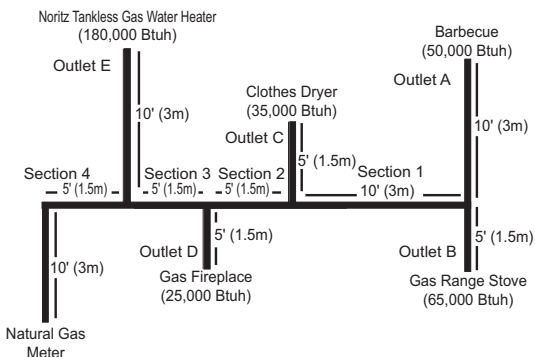 Noritz Tankless Gas Water Heater
(180,000 Btuh)
Outlet E
10' (3m)
Barbecue
(50,000 Btuh)
Outlet A
10' (3m)
Clothes Dryer
(35,000 Btuh)
Outlet C
5' (1.5m)
Section 4
5' (1.5m)
Section 3
5' (1.5m)
Section 2
5' (1.5m)
Section 1
10' (3m)
10' (3m)
Natural Gas
Meter
Outlet D
5' (1.5m)
Gas Fireplace
(25,000 Btuh)
Outlet B
5' (1.5m)
Gas Range Stove
(65,000 Btuh)